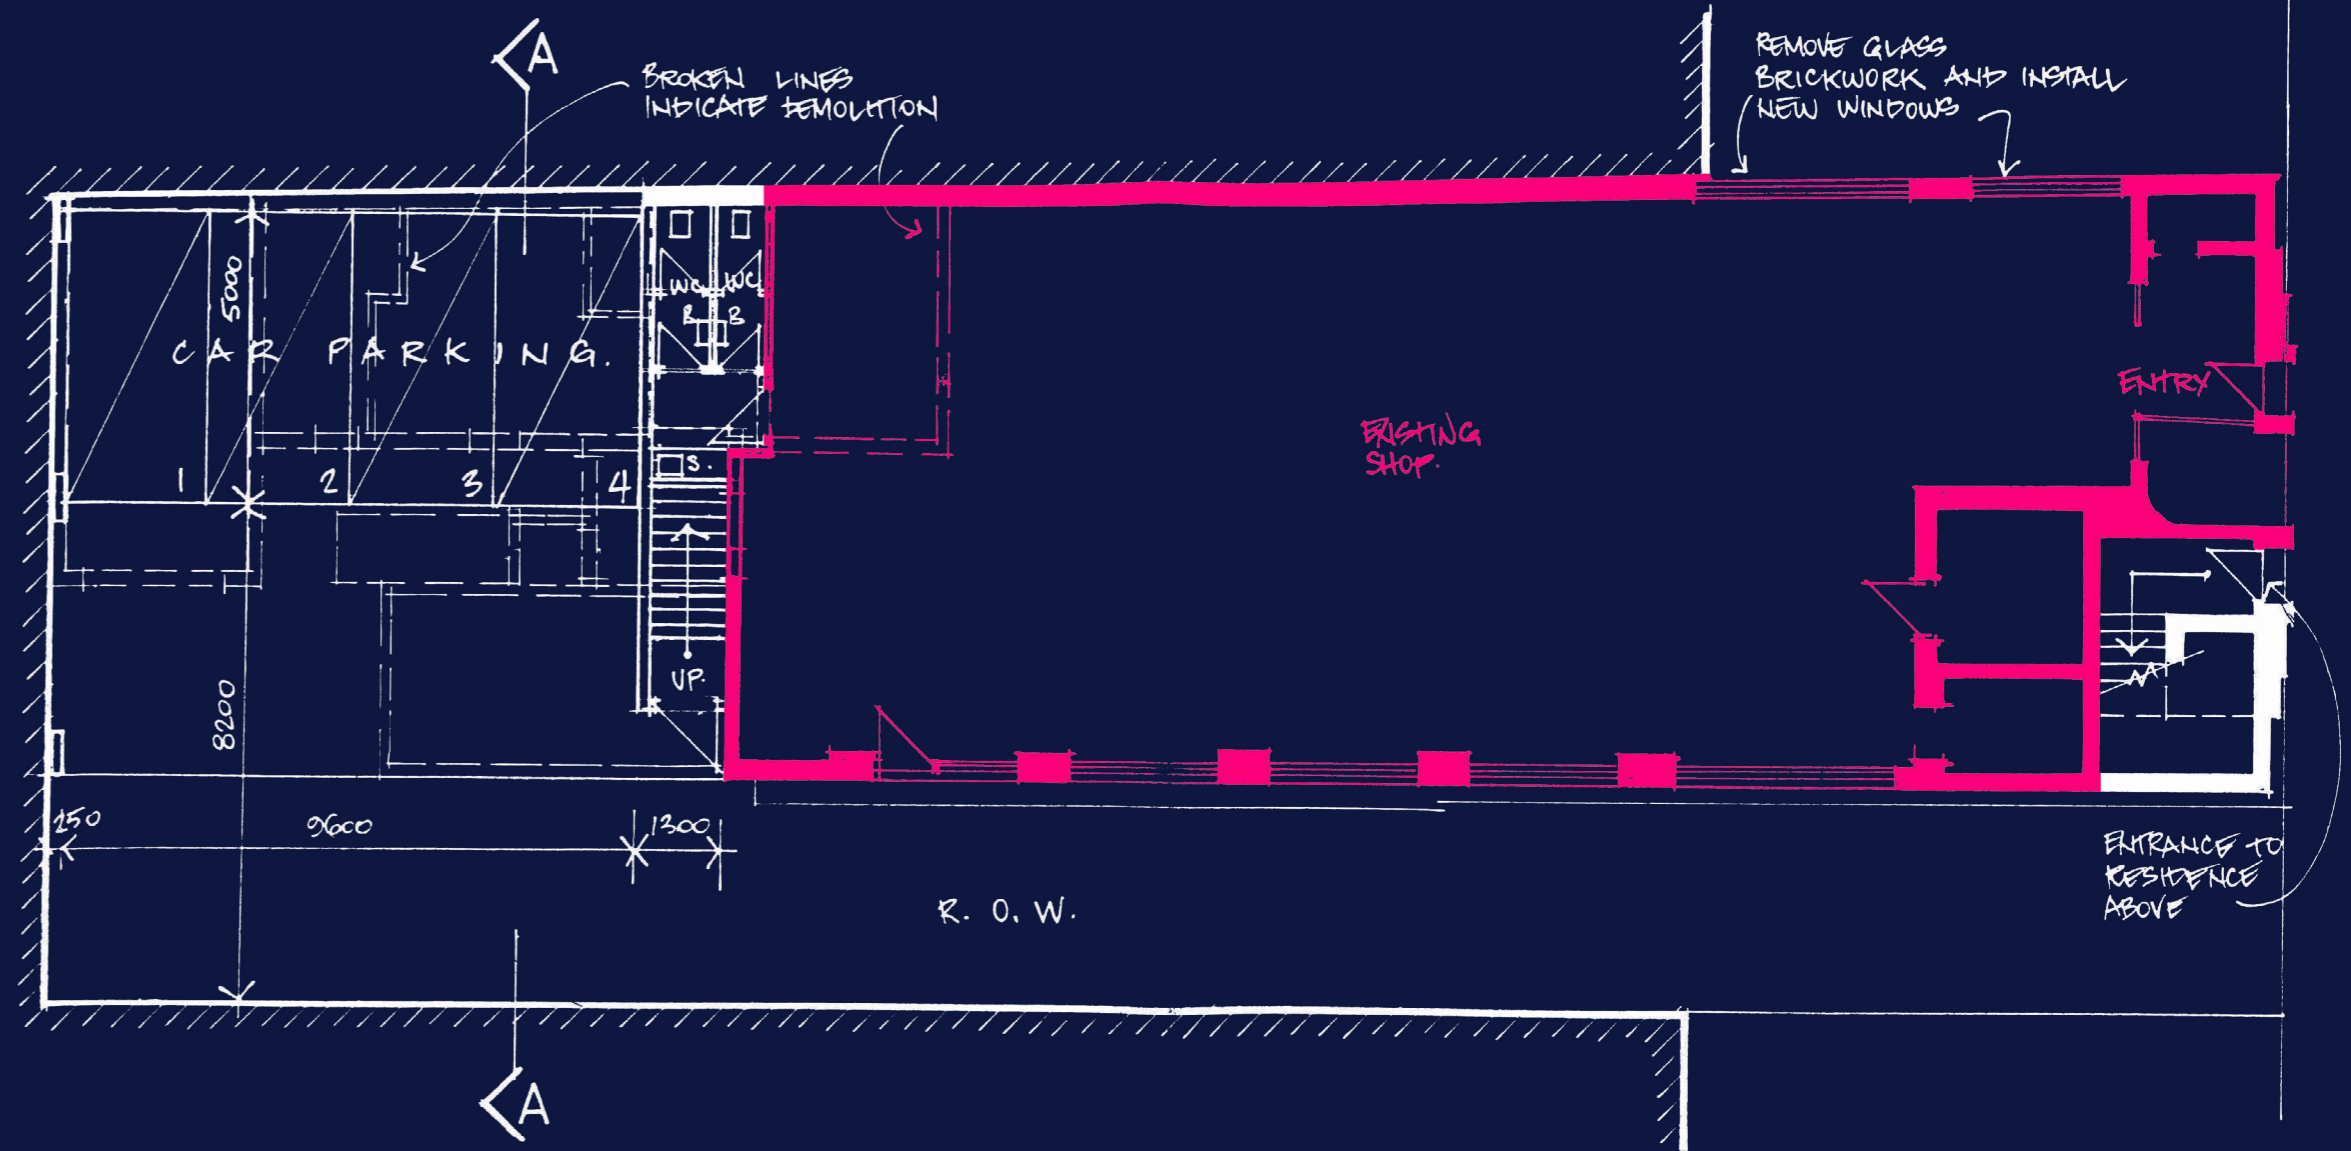 A
BROKEN LINES
INDICATE DEMOLITION
REMOVE GLASS
BRICKWORK AND INSTALL
NEW WINDOWS
5000
WC WC
B B
CAR PARKING.
ENTRY
EXISTING
SHOP.
1 2 3 4
S.
UP.
8200
250
9600
1300
R. O. W.
ENTRANCE TO
RESIDENCE
ABOVE
A